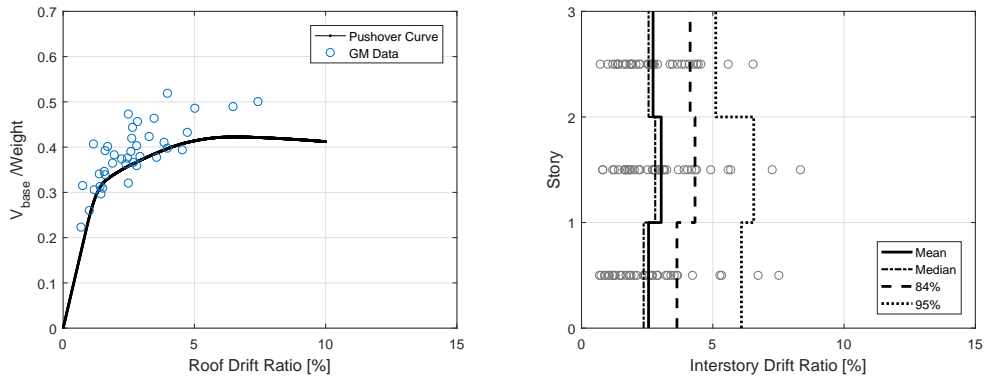 0.7
0.6
0.5
0.4
0.3
0.2
0.1
0
0
5
10
15
V_base /Weight
Roof Drift Ratio [%]
Pushover Curve
GM Data
3
2
1
0
0
5
10
15
Story
Interstory Drift Ratio [%]
Mean
Median
84%
95%